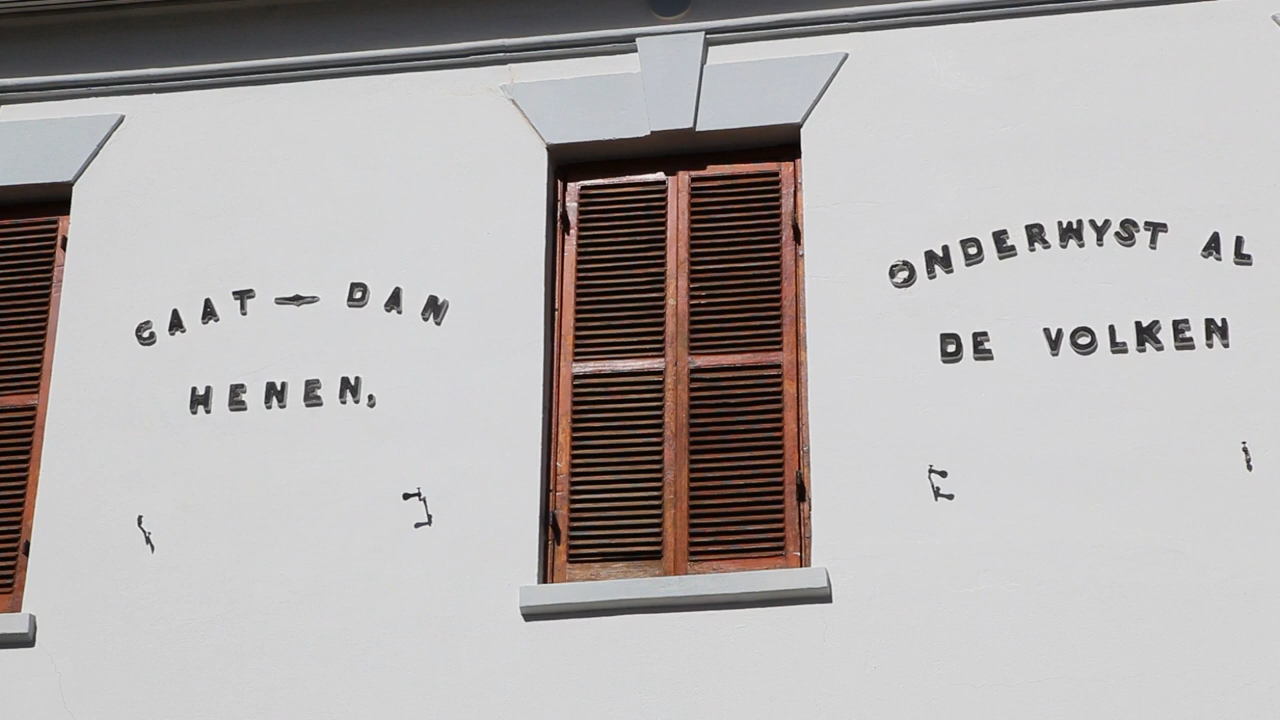 GAAT — DAN
HENEN,
ONDERWYST AL
DE VOLKEN